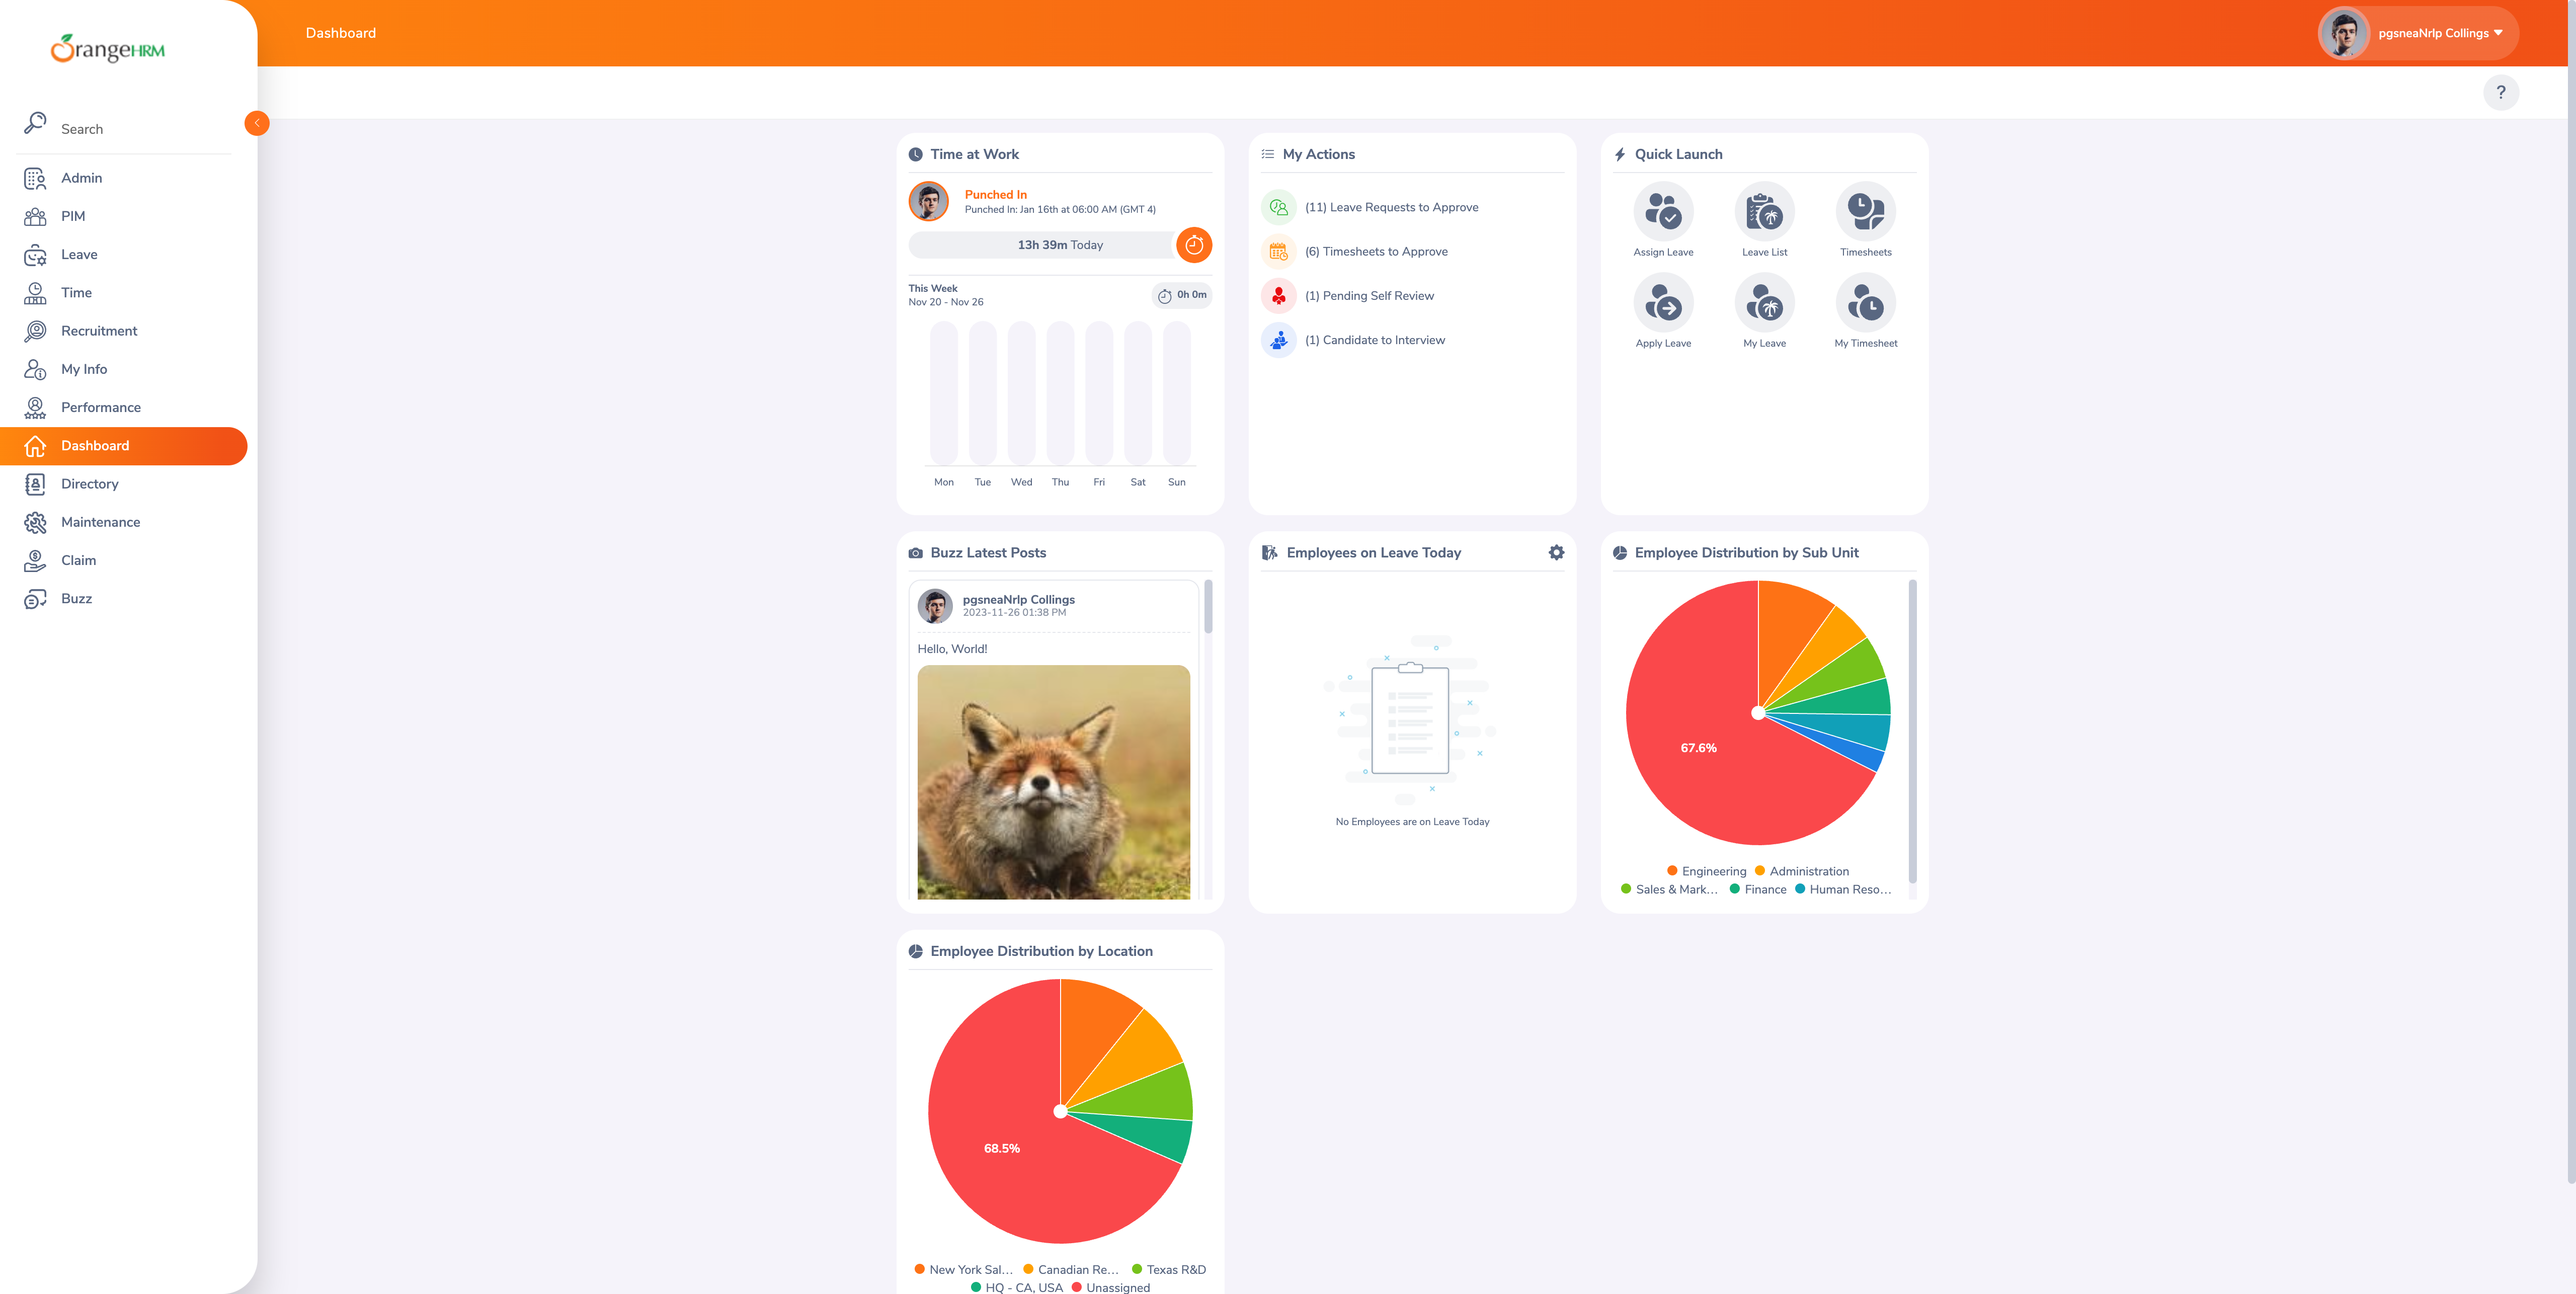 OrangeHRM
Search
Admin
PIM
Leave
Time
Recruitment
My Info
Performance
Dashboard
Directory
Maintenance
Claim
Buzz
Dashboard
pgsneaNrlp Collings
?
Time at Work
Punched In
Punched In: Jan 16th at 06:00 AM (GMT 4)
13h 39m Today
This Week
Nov 20 - Nov 26
0h 0m
Mon Tue Wed Thu Fri Sat Sun
My Actions
(11) Leave Requests to Approve
(6) Timesheets to Approve
(1) Pending Self Review
(1) Candidate to Interview
Quick Launch
Assign Leave Leave List Timesheets
Apply Leave My Leave My Timesheet
Buzz Latest Posts
pgsneaNrlp Collings
2023-11-26 01:38 PM
Hello, World!
Employees on Leave Today
No Employees are on Leave Today
Employee Distribution by Sub Unit
67.6%
Engineering Administration
Sales & Mark... Finance Human Reso...
Employee Distribution by Location
68.5%
New York Sal... Canadian Re... Texas R&D
HQ - CA, USA Unassigned